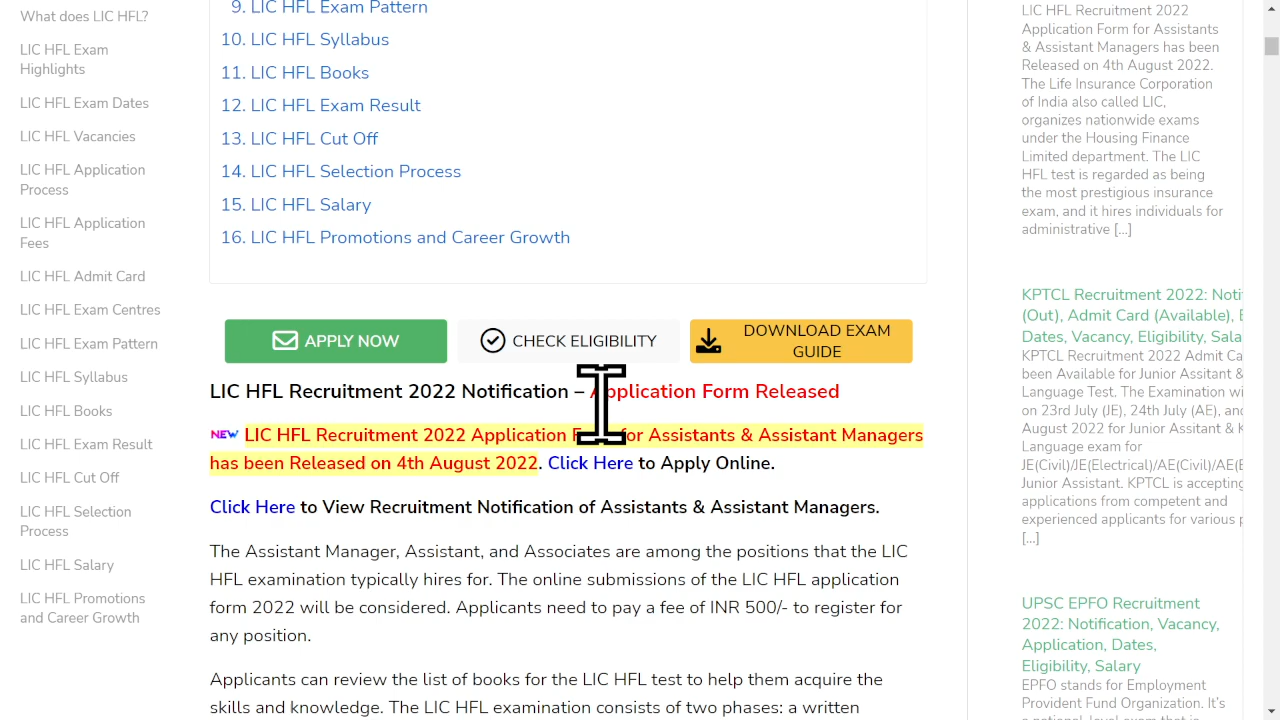 What does LIC HFL?
LIC HFL Exam
Highlights
LIC HFL Exam Dates
LIC HFL Vacancies
LIC HFL Application
Process
LIC HFL Application
Fees
LIC HFL Admit Card
LIC HFL Exam Centres
LIC HFL Exam Pattern
LIC HFL Syllabus
LIC HFL Books
LIC HFL Exam Result
LIC HFL Cut Off
LIC HFL Selection
Process
LIC HFL Salary
LIC HFL Promotions
and Career Growth
9. LIC HFL Exam Pattern
10. LIC HFL Syllabus
11. LIC HFL Books
12. LIC HFL Exam Result
13. LIC HFL Cut Off
14. LIC HFL Selection Process
15. LIC HFL Salary
16. LIC HFL Promotions and Career Growth
APPLY NOW
CHECK ELIGIBILITY
DOWNLOAD EXAM
GUIDE
LIC HFL Recruitment 2022 Notification – Application Form Released
NEW LIC HFL Recruitment 2022 Application Form for Assistants & Assistant Managers
has been Released on 4th August 2022. Click Here to Apply Online.
Click Here to View Recruitment Notification of Assistants & Assistant Managers.
The Assistant Manager, Assistant, and Associates are among the positions that the LIC
HFL examination typically hires for. The online submissions of the LIC HFL application
form 2022 will be considered. Applicants need to pay a fee of INR 500/- to register for
any position.
Applicants can review the list of books for the LIC HFL test to help them acquire the
skills and knowledge. The LIC HFL examination consists of two phases: a written
LIC HFL Recruitment 2022
Application Form for Assistants
& Assistant Managers has been
Released on 4th August 2022.
The Life Insurance Corporation
of India also called LIC,
organizes nationwide exams
under the Housing Finance
Limited department. The LIC
HFL test is regarded as being
the most prestigious insurance
exam, and it hires individuals for
administrative [...]
KPTCL Recruitment 2022: Noti
(Out), Admit Card (Available), E
Dates, Vacancy, Eligibility, Sala
KPTCL Recruitment 2022 Admit Ca
been Available for Junior Assitant &
Language Test. The Examination wi
on 23rd July (JE), 24th July (AE), and
August 2022 for Junior Assitant & K
Language exam for
JE(Civil)/JE(Electrical)/AE(Civil)/AE(E
Junior Assistant. KPTCL is accepting
applications from competent and
experienced applicants for various p
[...]
UPSC EPFO Recruitment
2022: Notification, Vacancy,
Application, Dates,
Eligibility, Salary
EPFO stands for Employment
Provident Fund Organization. It's
a national-level exam that is